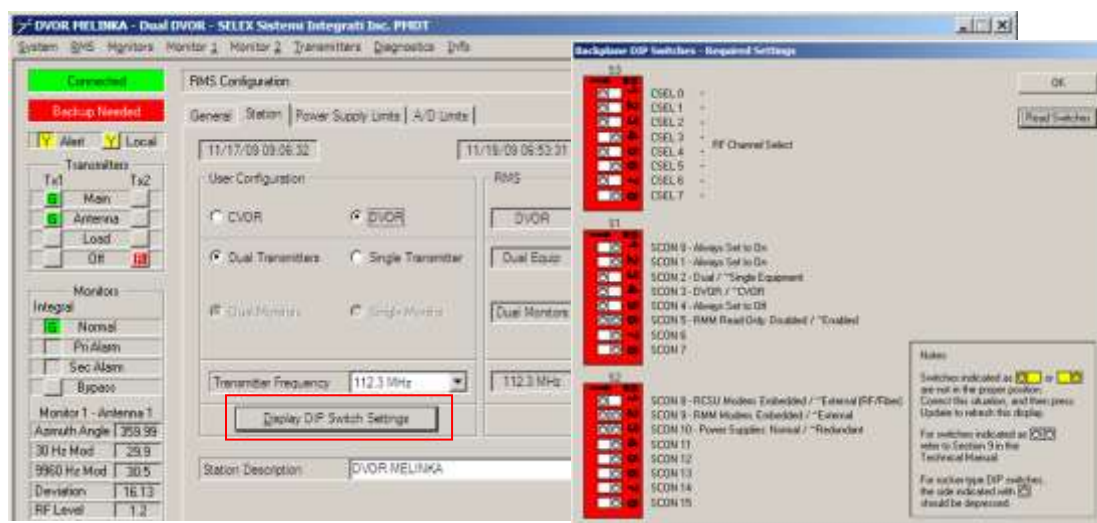 DVOR MELINKA - Dual DVOR - SELEX Sistemi Integrati Inc. PMDT
System RMS Monitors Monitor 1 Monitor 2 Transmitters Diagnostics Info
Connected
Backup Needed
Y Alert Y Local
Transmitters
Tx1 Tx2
G Main
G Antenna
Load
Off R
Monitors
Integral
G Normal
Pri Alarm
Sec Alarm
Bypass
Monitor 1 - Antenna 1
Azimuth Angle 359.99
30 Hz Mod 29.9
9960 Hz Mod 30.5
Deviation 16.13
RF Level 1.2
RMS Configuration
General Station Power Supply Limits A/D Limits
11/17/09 09:06:32 11/19/09 06:53:31
User Configuration
CVOR DVOR
Dual Transmitters Single Transmitter
Dual Monitors Single Monitor
Transmitter Frequency 112.3 MHz
Display DIP Switch Settings
Station Description DVOR MELINKA
RMS
DVOR
Dual Equip
Dual Monitors
112.3 MHz
Backplane DIP Switches - Required Settings
OK
Read Switches
S3
CSEL 0 -
CSEL 1 -
CSEL 2 -
CSEL 3 -
CSEL 4 - RF Channel Select
CSEL 5 -
CSEL 6 -
CSEL 7 -
S1
SCON 0 - Always Set to On
SCON 1 - Always Set to On
SCON 2 - Dual / ~Single Equipment
SCON 3 - DVOR / ~CVOR
SCON 4 - Always Set to Off
SCON 5 - RMM Read Only: Disabled / ~Enabled
SCON 6
SCON 7
S2
SCON 8 - RCSU Modem: Embedded / ~External (RF/Fiber)
SCON 9 - RMM Modem: Embedded / ~External
SCON 10 - Power Supplies: Normal / ~Redundant
SCON 11
SCON 12
SCON 13
SCON 14
SCON 15
Notes
Switches indicated as or
are not in the proper position.
Correct this situation, and then press
Update to refresh this display.
For switches indicated as
refer to Section 9 in the
Technical Manual.
For rocker type DIP switches,
the side indicated with
should be depressed.